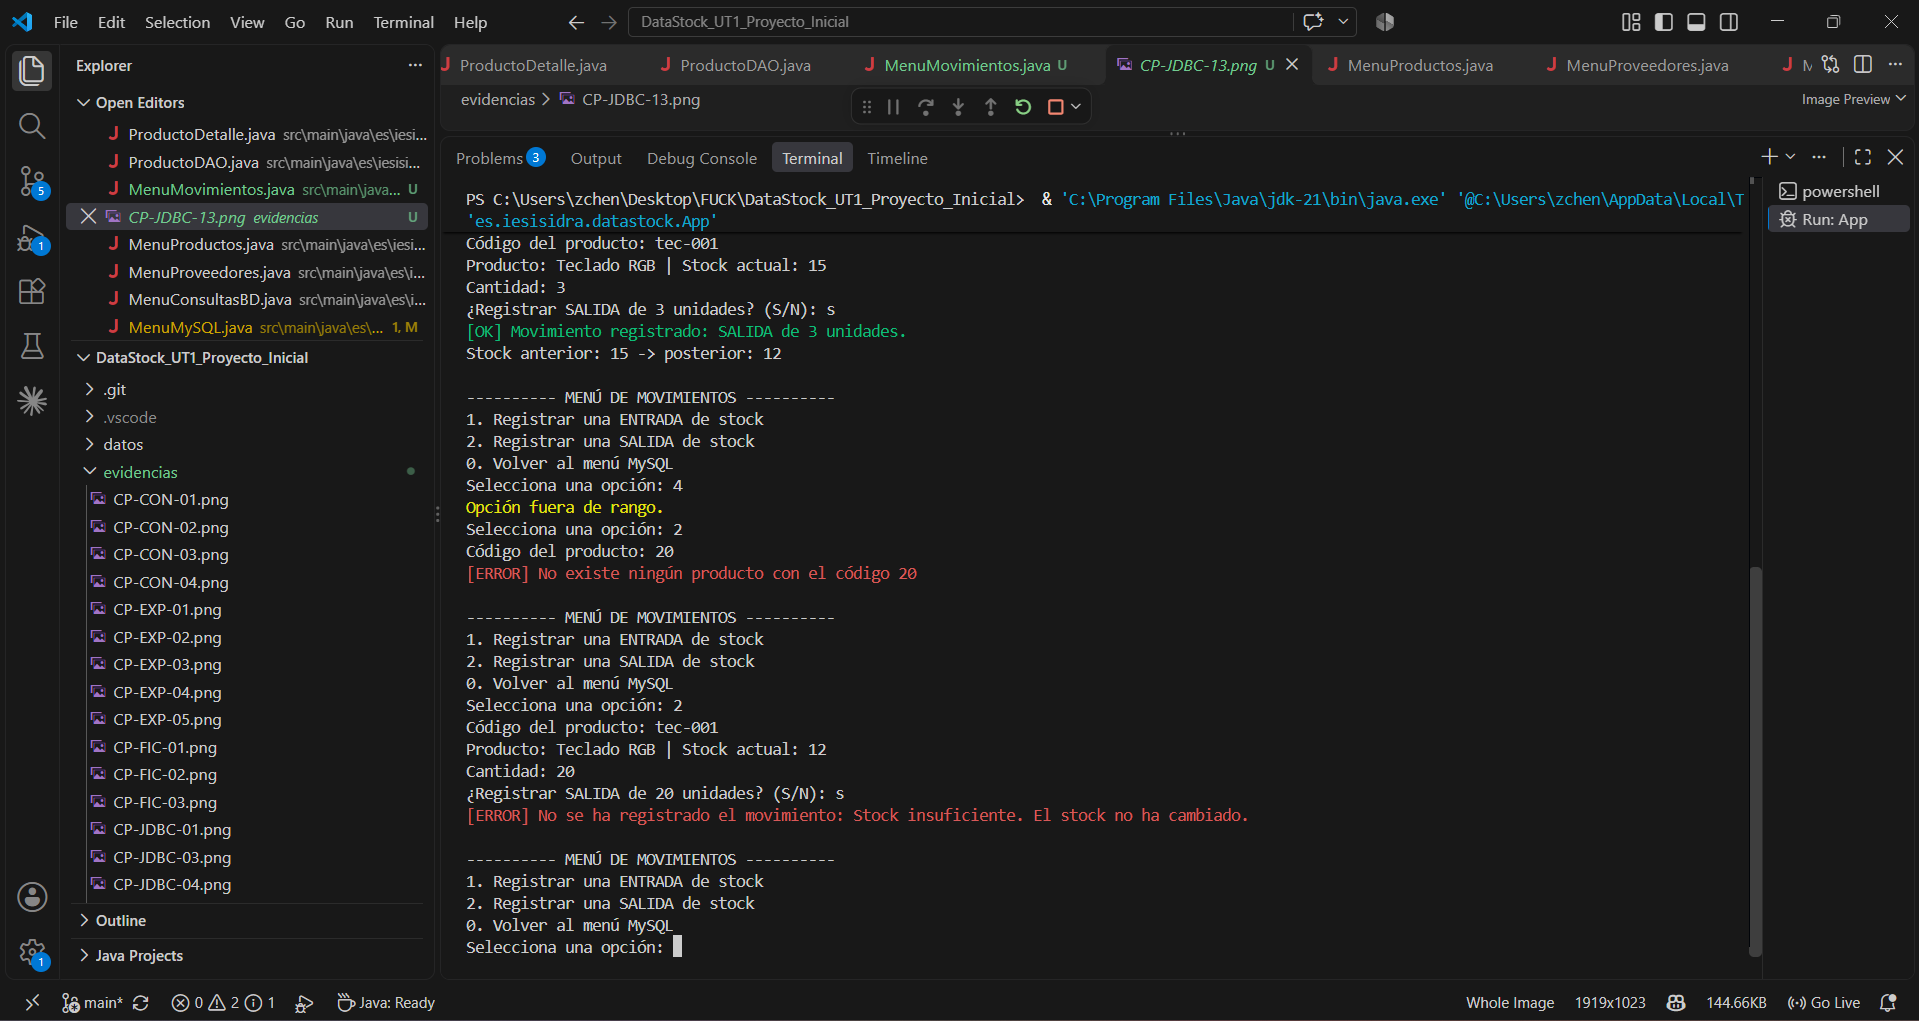 File Edit Selection View Go Run Terminal Help
DataStock_UT1_Proyecto_Inicial
Explorer
Open Editors
ProductoDetalle.java src\main\java\es\iesi...
ProductoDAO.java src\main\java\es\iesisi...
MenuMovimientos.java src\main\java... U
CP-JDBC-13.png evidencias U
MenuProductos.java src\main\java\es\iesi...
MenuProveedores.java src\main\java\es\i...
MenuConsultasBD.java src\main\java\es\ie...
MenuMySQL.java src\main\java\es\... 1, M
DataStock_UT1_Proyecto_Inicial
.git
.vscode
datos
evidencias
CP-CON-01.png
CP-CON-02.png
CP-CON-03.png
CP-CON-04.png
CP-EXP-01.png
CP-EXP-02.png
CP-EXP-03.png
CP-EXP-04.png
CP-EXP-05.png
CP-FIC-01.png
CP-FIC-02.png
CP-FIC-03.png
CP-JDBC-01.png
CP-JDBC-03.png
CP-JDBC-04.png
Outline
Java Projects
5
1
1
ProductoDetalle.java ProductoDAO.java MenuMovimientos.java U CP-JDBC-13.png U MenuProductos.java MenuProveedores.java
evidencias > CP-JDBC-13.png
Image Preview
Problems 3 Output Debug Console Terminal Timeline
powershell
Run: App
PS C:\Users\zchen\Desktop\FUCK\DataStock_UT1_Proyecto_Inicial> & 'C:\Program Files\Java\jdk-21\bin\java.exe' '@C:\Users\zchen\AppData\Local\T
'es.iesisidra.datastock.App'
Código del producto: tec-001
Producto: Teclado RGB | Stock actual: 15
Cantidad: 3
¿Registrar SALIDA de 3 unidades? (S/N): s
[OK] Movimiento registrado: SALIDA de 3 unidades.
Stock anterior: 15 -> posterior: 12
---------- MENÚ DE MOVIMIENTOS ----------
1. Registrar una ENTRADA de stock
2. Registrar una SALIDA de stock
0. Volver al menú MySQL
Selecciona una opción: 4
Opción fuera de rango.
Selecciona una opción: 2
Código del producto: 20
[ERROR] No existe ningún producto con el código 20
---------- MENÚ DE MOVIMIENTOS ----------
1. Registrar una ENTRADA de stock
2. Registrar una SALIDA de stock
0. Volver al menú MySQL
Selecciona una opción: 2
Código del producto: tec-001
Producto: Teclado RGB | Stock actual: 12
Cantidad: 20
¿Registrar SALIDA de 20 unidades? (S/N): s
[ERROR] No se ha registrado el movimiento: Stock insuficiente. El stock no ha cambiado.
---------- MENÚ DE MOVIMIENTOS ----------
1. Registrar una ENTRADA de stock
2. Registrar una SALIDA de stock
0. Volver al menú MySQL
Selecciona una opción:
main* 0 2 1 Java: Ready Whole Image 1919x1023 144.66KB Go Live